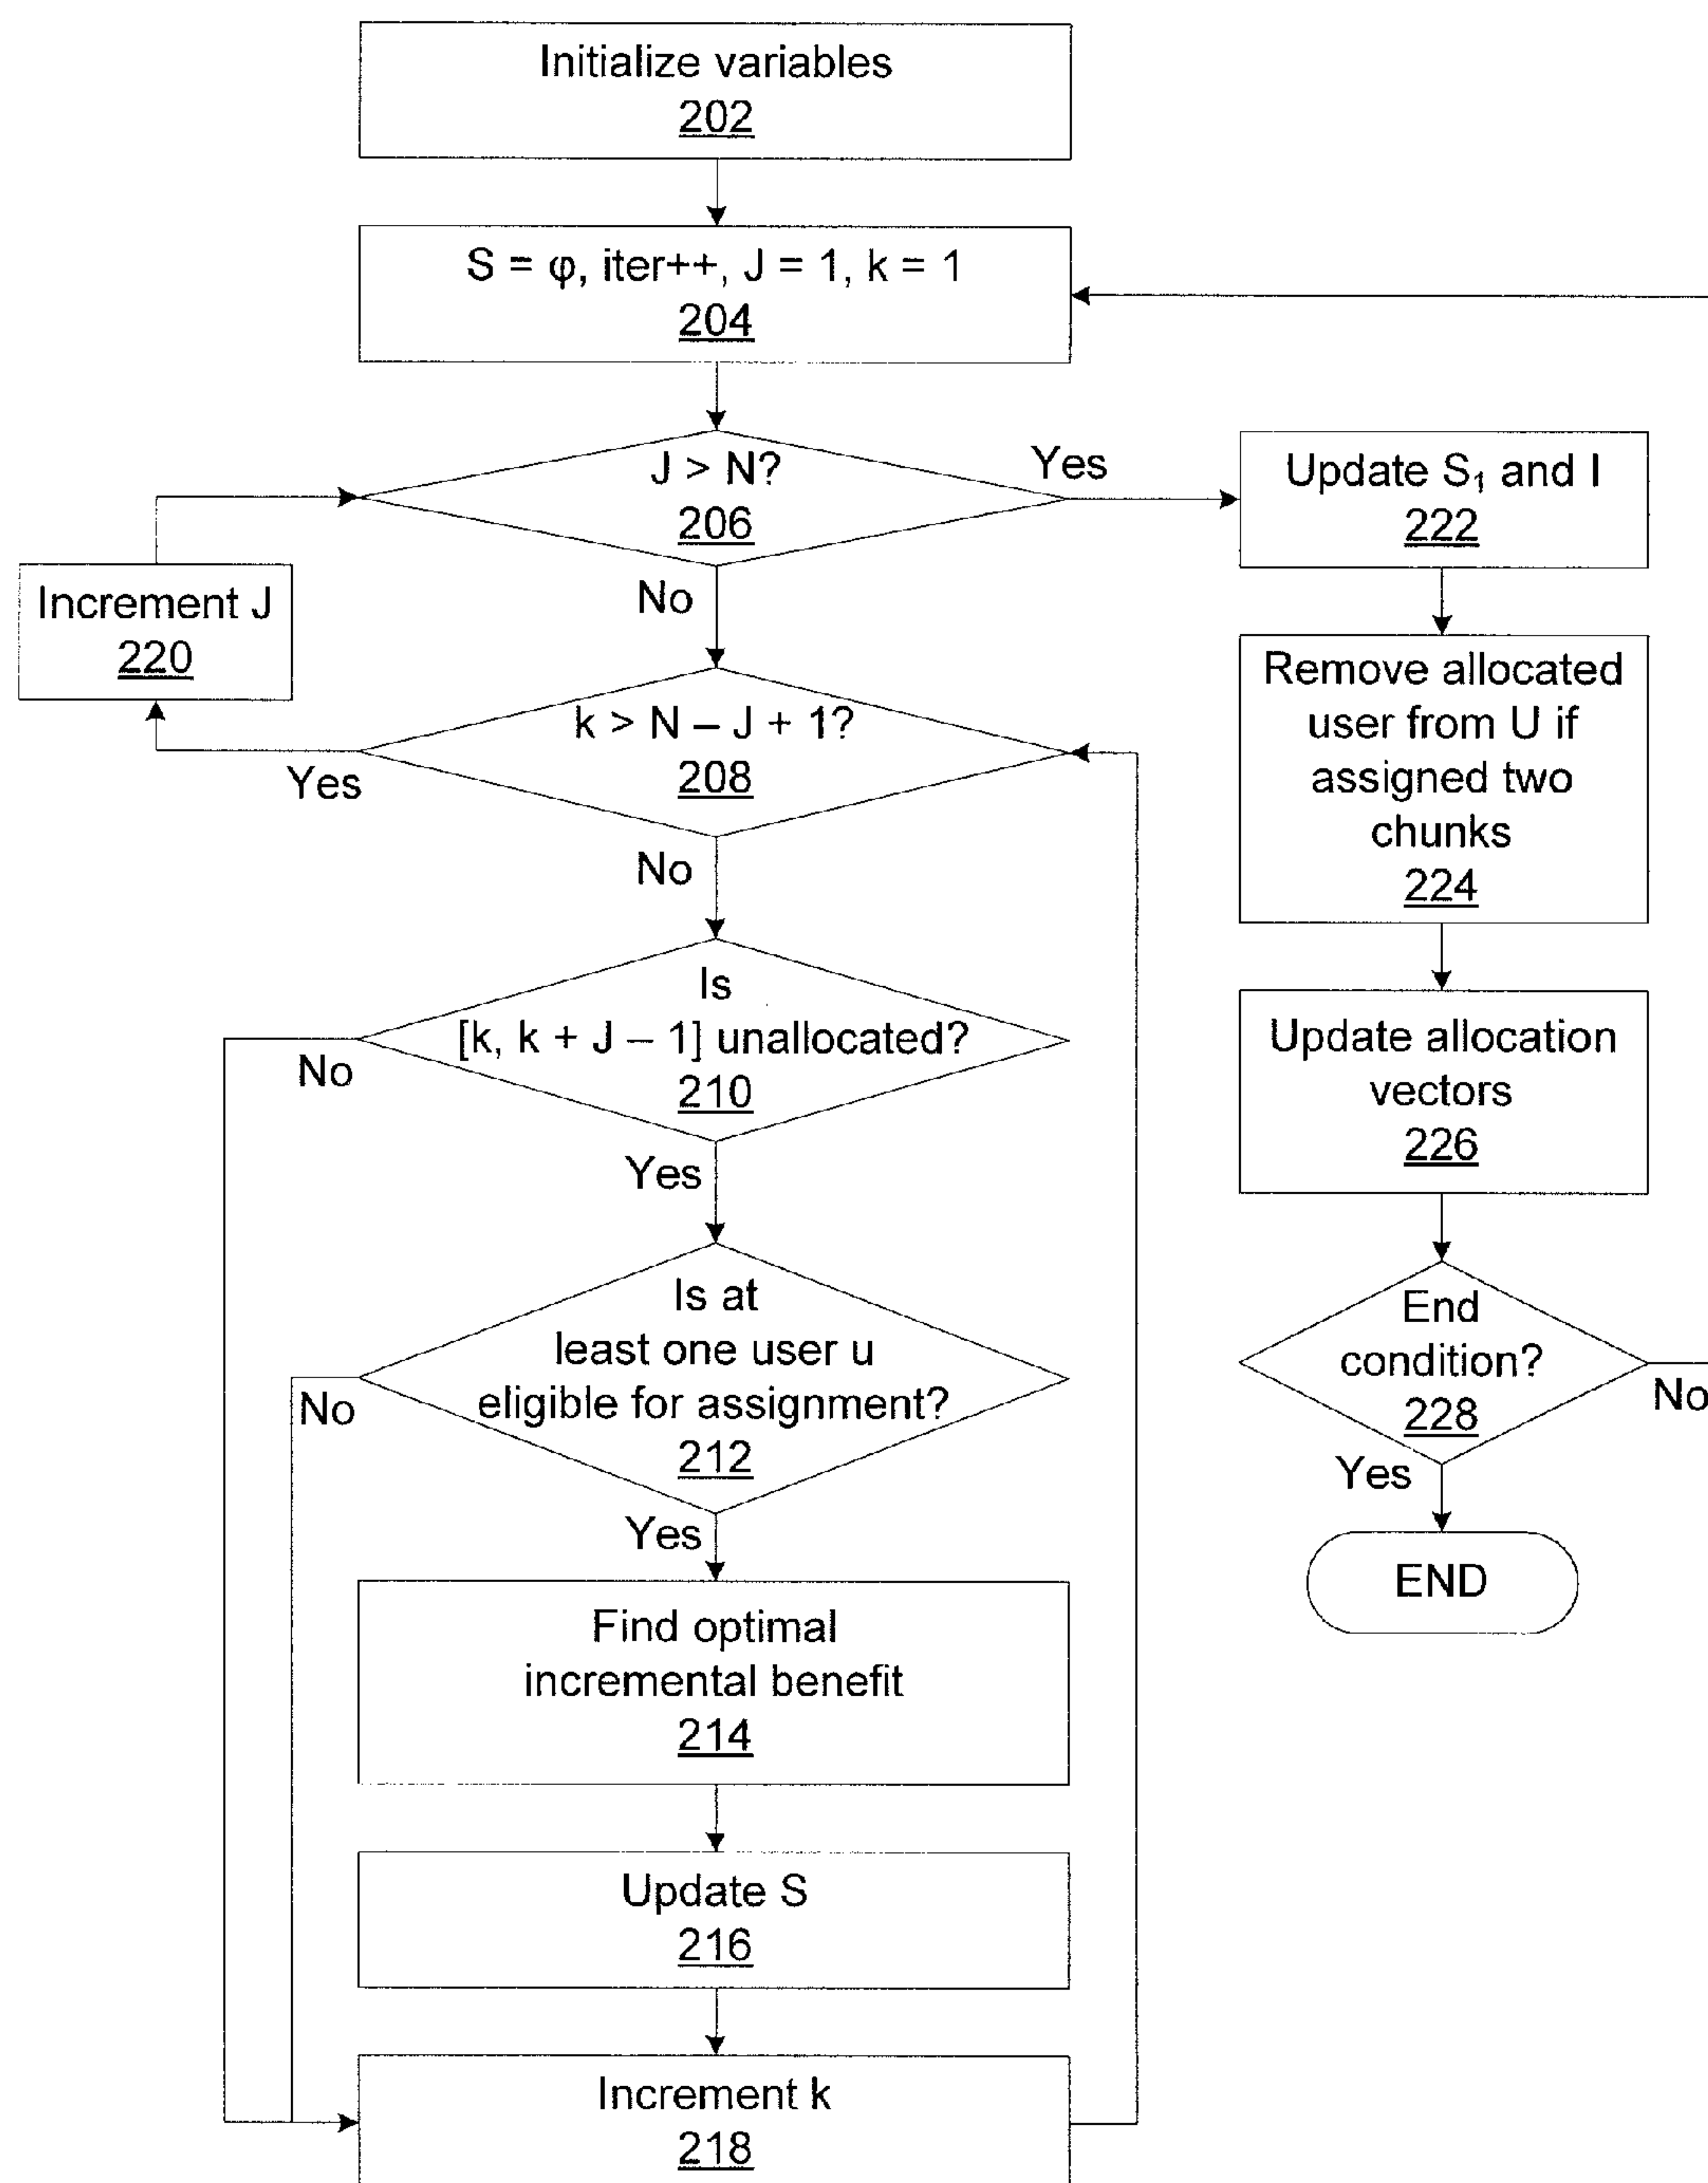 Initialize variables
202
S = φ, iter++, J = 1, k = 1
204
J > N?
206
Yes
No
Increment J
220
k > N – J + 1?
208
Yes
No
Is
[k, k + J – 1] unallocated?
210
No
Yes
Is at
least one user u
eligible for assignment?
212
No
Yes
Find optimal
incremental benefit
214
Update S
216
Increment k
218
Update S₁ and I
222
Remove allocated
user from U if
assigned two
chunks
224
Update allocation
vectors
226
End
condition?
228
No
Yes
END